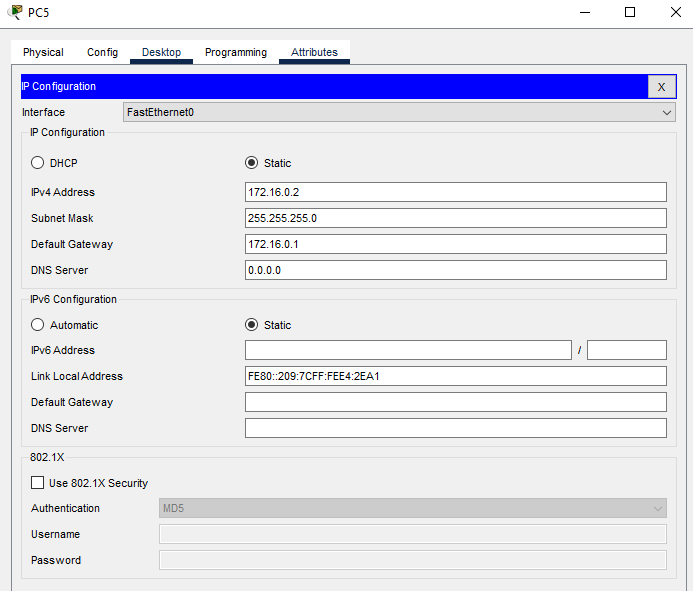 PC5
Physical Config Desktop Programming Attributes
IP Configuration X
Interface FastEthernet0
IP Configuration
DHCP Static
IPv4 Address 172.16.0.2
Subnet Mask 255.255.255.0
Default Gateway 172.16.0.1
DNS Server 0.0.0.0
IPv6 Configuration
Automatic Static
IPv6 Address /
Link Local Address FE80::209:7CFF:FEE4:2EA1
Default Gateway
DNS Server
802.1X
Use 802.1X Security
Authentication MD5
Username
Password